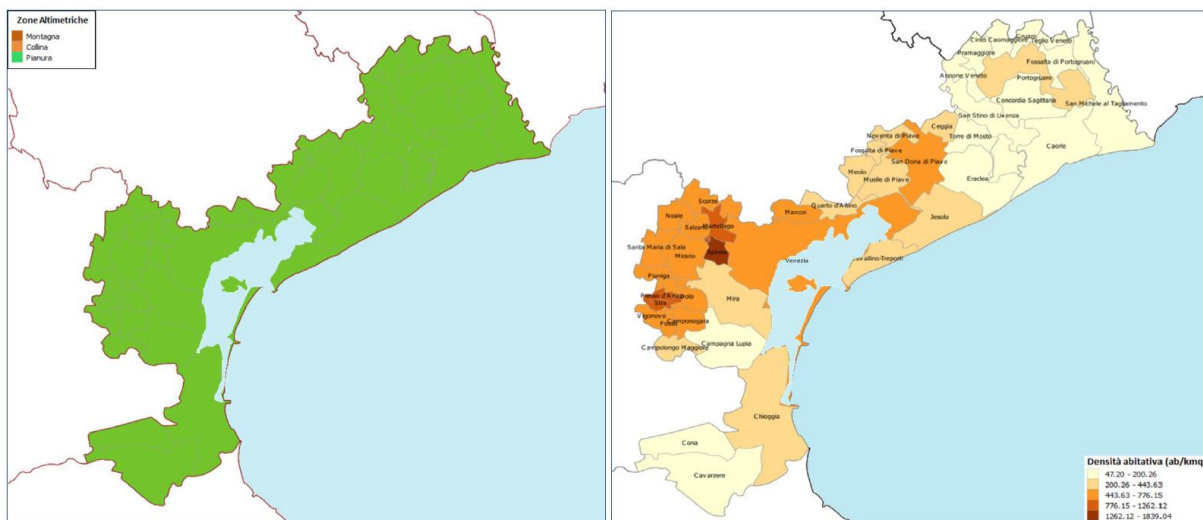 Zone Altimetriche
Montagna
Collina
Pianura
Gruaro
Cinto Caomaggiore
Teglio Veneto
Pramaggiore
Fossalta di Portogruaro
Annone Veneto
Portogruaro
Concordia Sagittaria
San Michele al Tagliamento
San Stino di Livenza
Ceggia
Noventa di Piave
Torre di Mosto
Fossalta di Piave
Caorle
San Dona di Piave
Meolo
Musile di Piave
Eraclea
Scorze
Quarto d'Altino
Noale
Marcon
Jesolo
Salzano
Martellago
Santa Maria di Sala
Spinea
Mirano
Venezia
Cavallino-Treporti
Pianiga
Fiesso d'Artico
Dolo
Mira
Stra
Vigonovo
Fosso
Camponogara
Campolongo Maggiore
Campagna Lupia
Chioggia
Cona
Cavarzere
Densità abitativa (ab/kmq)
47.20 - 200.26
200.26 - 443.63
443.63 - 776.15
776.15 - 1262.12
1262.12 - 1839.04